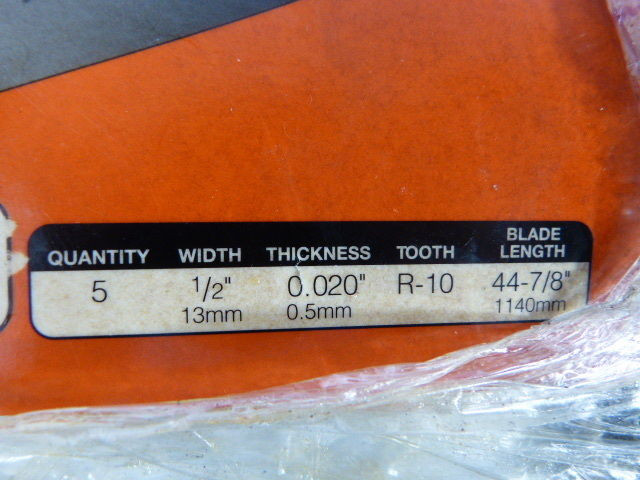 QUANTITY WIDTH THICKNESS TOOTH BLADE LENGTH
5 1/2" 0.020" R-10 44-7/8"
13mm 0.5mm 1140mm